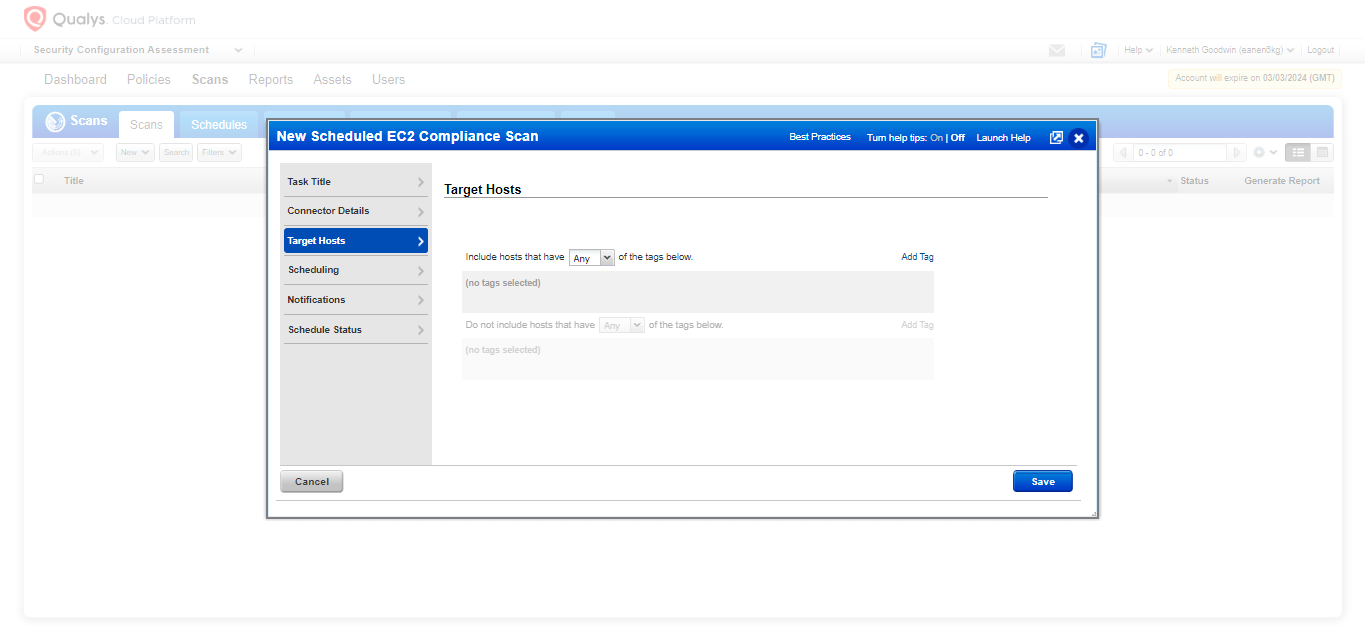 Qualys. Cloud Platform
Security Configuration Assessment
Help
Kenneth Goodwin (eanen5kg)
Logout
Dashboard Policies Scans Reports Assets Users
Account will expire on 03/03/2024 (GMT)
Scans Scans Schedules
New Scheduled EC2 Compliance Scan
Best Practices Turn help tips: On | Off Launch Help
Actions (0) New Search Filters
0 - 0 of 0
Title Status Generate Report
Task Title
Connector Details
Target Hosts
Scheduling
Notifications
Schedule Status
Target Hosts
Include hosts that have Any of the tags below. Add Tag
(no tags selected)
Do not include hosts that have Any of the tags below. Add Tag
(no tags selected)
Cancel Save